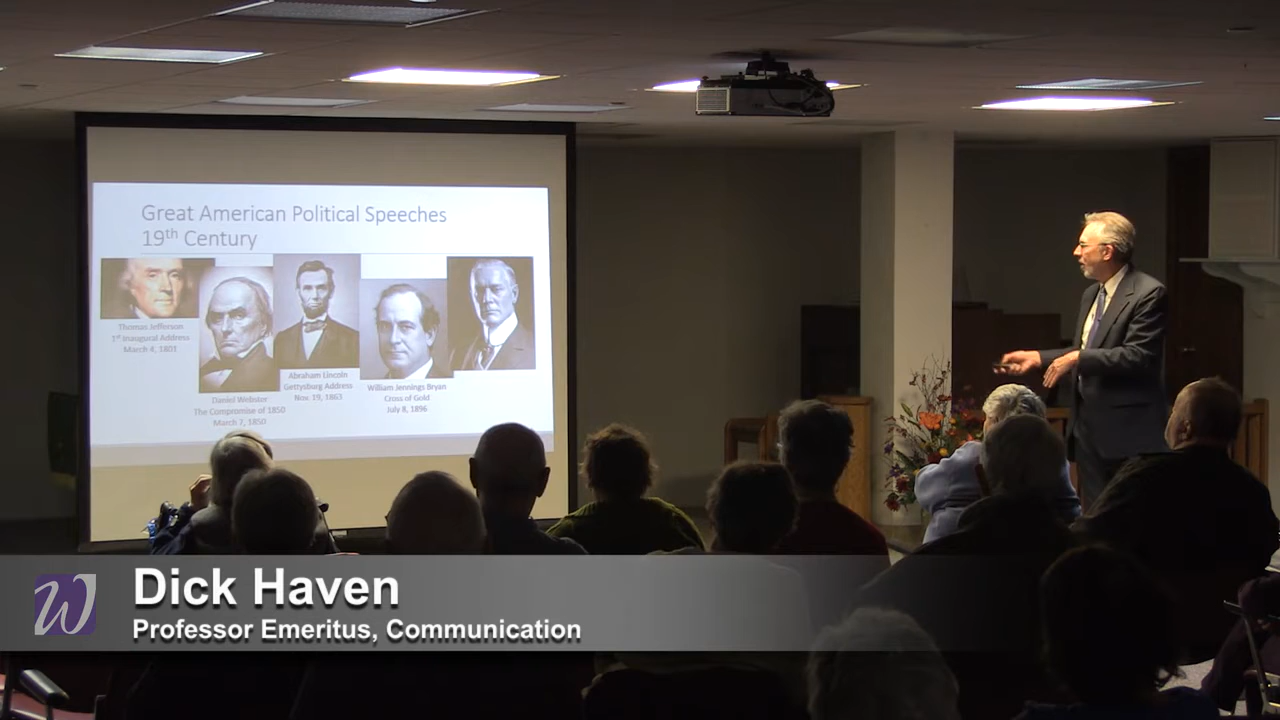 Great American Political Speeches
19th Century
Thomas Jefferson
1st Inaugural Address
March 4, 1801
Daniel Webster
The Compromise of 1850
March 7, 1850
Abraham Lincoln
Gettysburg Address
Nov. 19, 1863
William Jennings Bryan
Cross of Gold
July 8, 1896
W
Dick Haven
Professor Emeritus, Communication